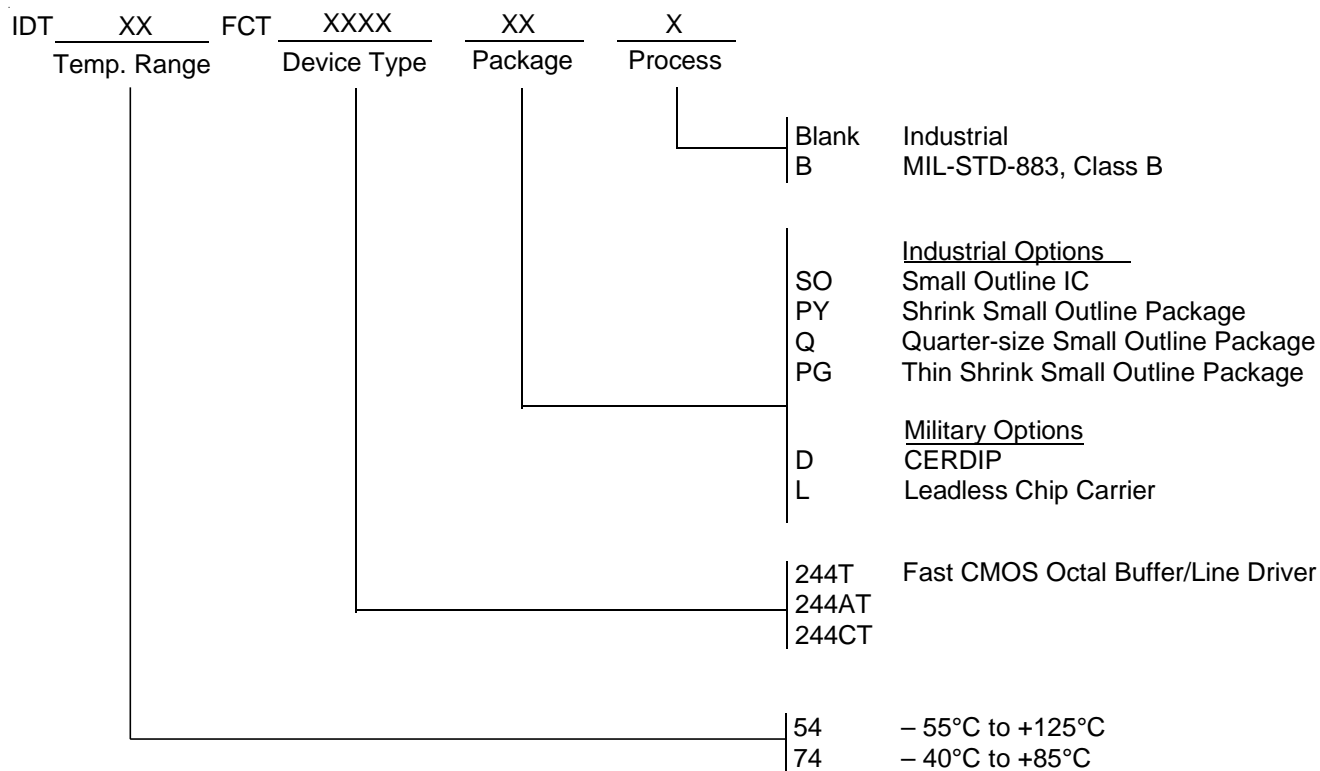 IDT XX FCT XXXX XX X
Temp. Range Device Type Package Process
Blank Industrial
B MIL-STD-883, Class B
Industrial Options
SO Small Outline IC
PY Shrink Small Outline Package
Q Quarter-size Small Outline Package
PG Thin Shrink Small Outline Package
Military Options
D CERDIP
L Leadless Chip Carrier
244T Fast CMOS Octal Buffer/Line Driver
244AT
244CT
54 – 55°C to +125°C
74 – 40°C to +85°C